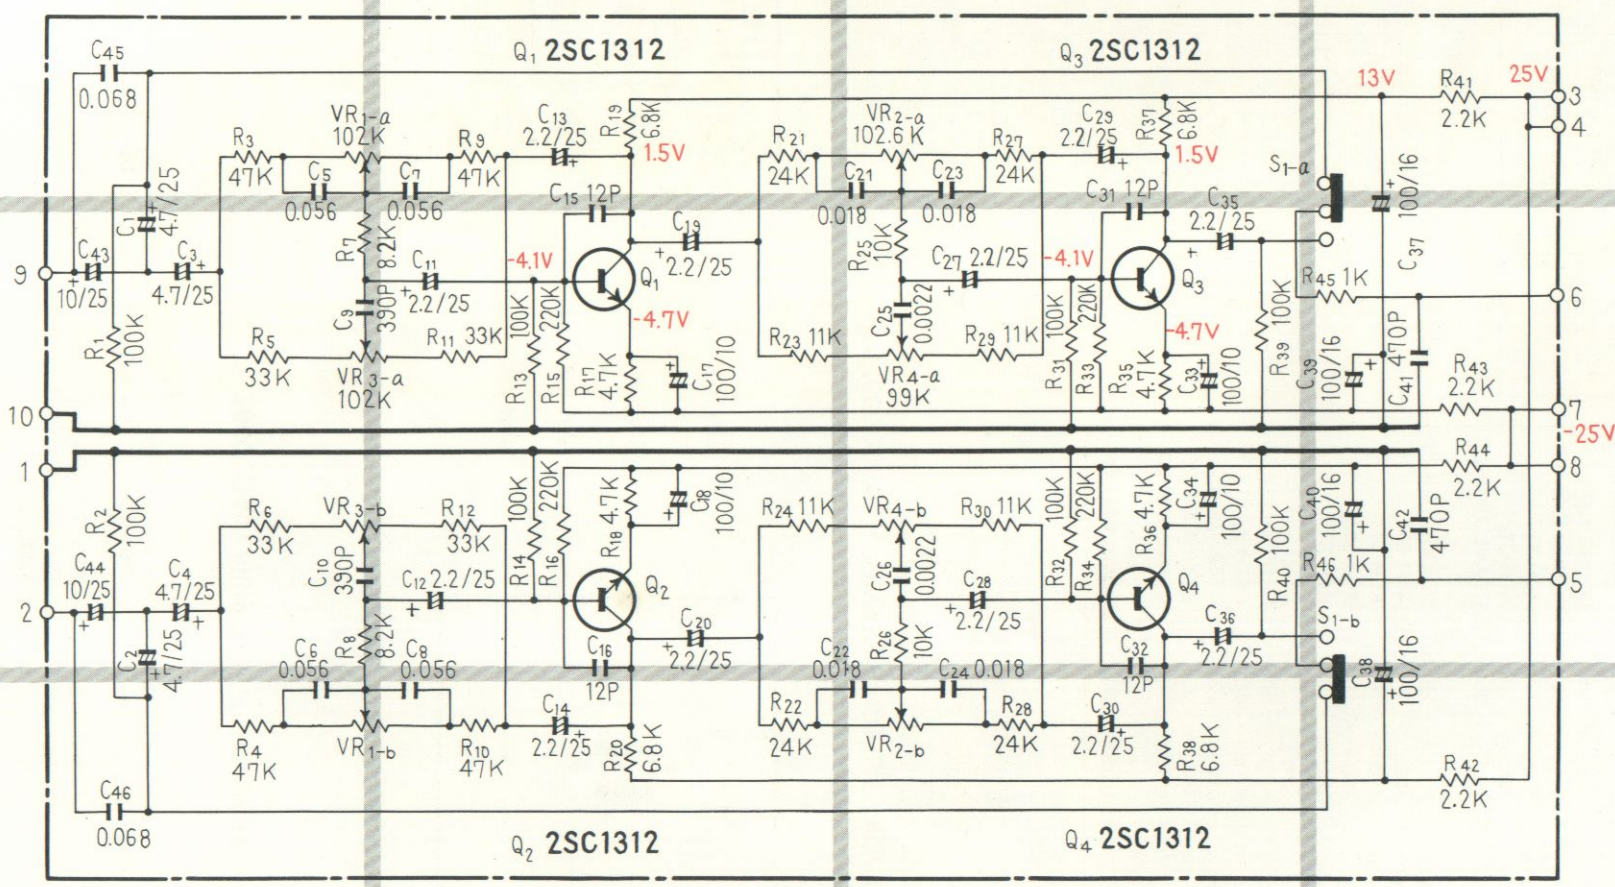 Q1 2SC1312
Q3 2SC1312
C45
0.068
13V
R41
2.2K
25V
3
4
R3
47K
VR1-a
102K
R9
47K
C13
2.2/25
R19
6.8K
1.5V
R21
24K
VR2-a
102.6K
R27
24K
C29
2.2/25
R37
6.8K
1.5V
S1-a
C1
4.7/25
C5
0.056
C7
0.056
C15 12P
C21
0.018
C23
0.018
C31 12P
C35
2.2/25
100/16
C37
9
C43
10/25
C3
4.7/25
R7
8.2K
C11
2.2/25
-4.1V
Q1
C19
2.2/25
R25
10K
C27 2.2/25
-4.1V
Q3
R45 1K
6
R1
100K
C9
390P
-4.7V
C25
0.0022
-4.7V
R39
100K
R5
33K
VR3-a
102K
R11 33K
R13
100K
R15
220K
R17
4.7K
C17
100/10
R23 11K
VR4-a
99K
R29 11K
R31
100K
R33
220K
R35
4.7K
C33
100/10
C39
100/16
C41
470P
R43
2.2K
7
-25V
10
1
R44
2.2K
8
R2
100K
R6
33K
VR3-b
R12
33K
R14
100K
R16
220K
R18
4.7K
C18
100/10
R24 11K
VR4-b
R30 11K
R32
100K
R34
220K
R36
4.7K
C34
100/10
R40
100K
C40
100/16
C42
470P
C44
10/25
C4
4.7/25
C10
390P
C12 2.2/25
Q2
C26
0.0022
C28
2.2/25
Q4
R46 1K
5
2
C2
4.7/25
C6
0.056
R8
8.2K
C8
0.056
C16
12P
C20
2.2/25
C22
0.018
R26
10K
C24 0.018
C32
12P
C36
2.2/25
S1-b
C38
100/16
R4
47K
VR1-b
R10
47K
C14
2.2/25
R20
6.8K
R22
24K
VR2-b
R28
24K
C30
2.2/25
R38
6.8K
R42
2.2K
C46
0.068
Q2 2SC1312
Q4 2SC1312